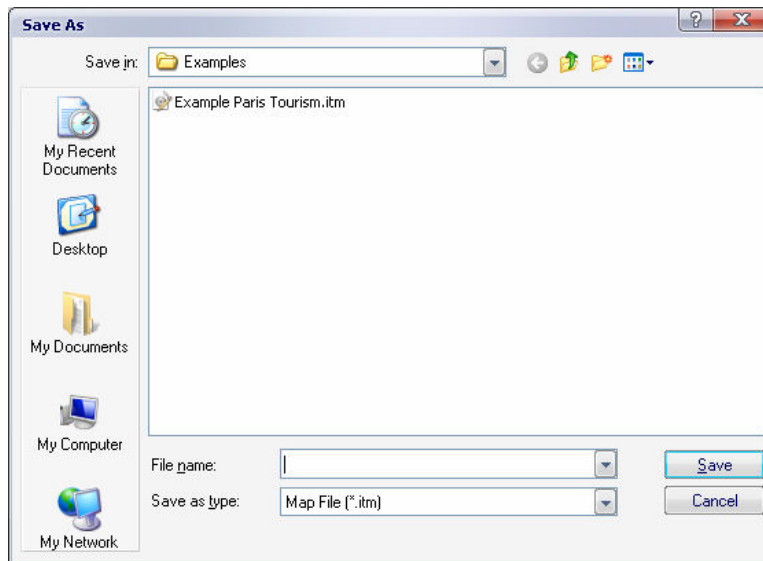 Save As
?
X
Save in:
Examples
Example Paris Tourism.itm
My Recent
Documents
Desktop
My Documents
My Computer
My Network
File name:
Save
Save as type:
Map File (*.itm)
Cancel